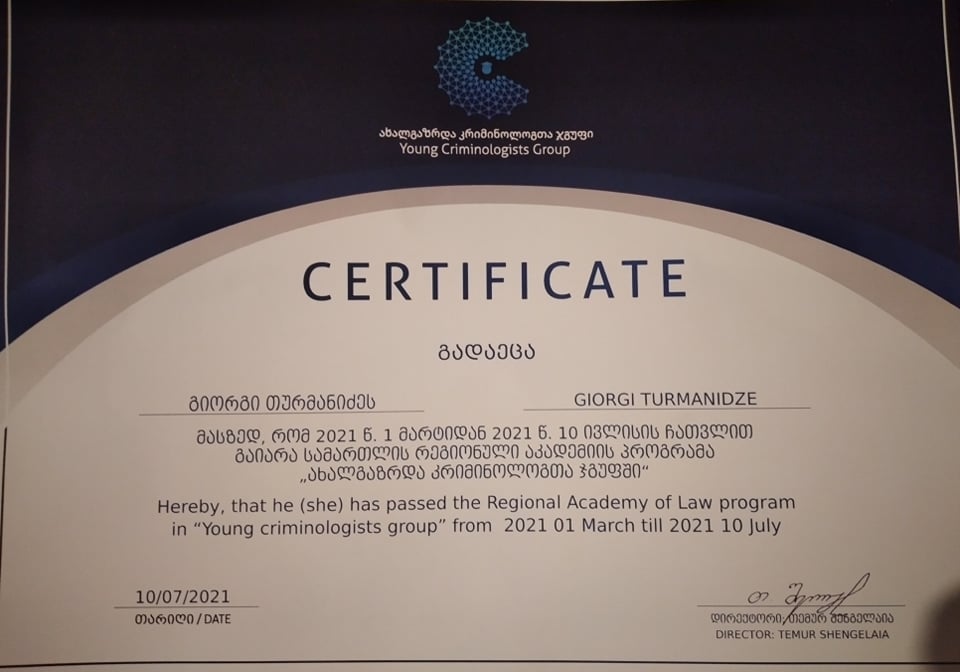 ახალგაზრდა კრიმინოლოგთა ჯგუფი
Young Criminologists Group
CERTIFICATE
გადაეცა
გიორგი თურმანიძეს
GIORGI TURMANIDZE
მასზედ, რომ 2021 წ. 1 მარტიდან 2021 წ. 10 ივლისის ჩათვლით
გაიარა სამართლის რეგიონული აკადემიის პროგრამა
„ახალგაზრდა კრიმინოლოგთა ჯგუფში“
Hereby, that he (she) has passed the Regional Academy of Law program
in “Young criminologists group” from 2021 01 March till 2021 10 July
10/07/2021
თარიღი / DATE
დირექტორი: თემურ შენგელაია
DIRECTOR: TEMUR SHENGELAIA